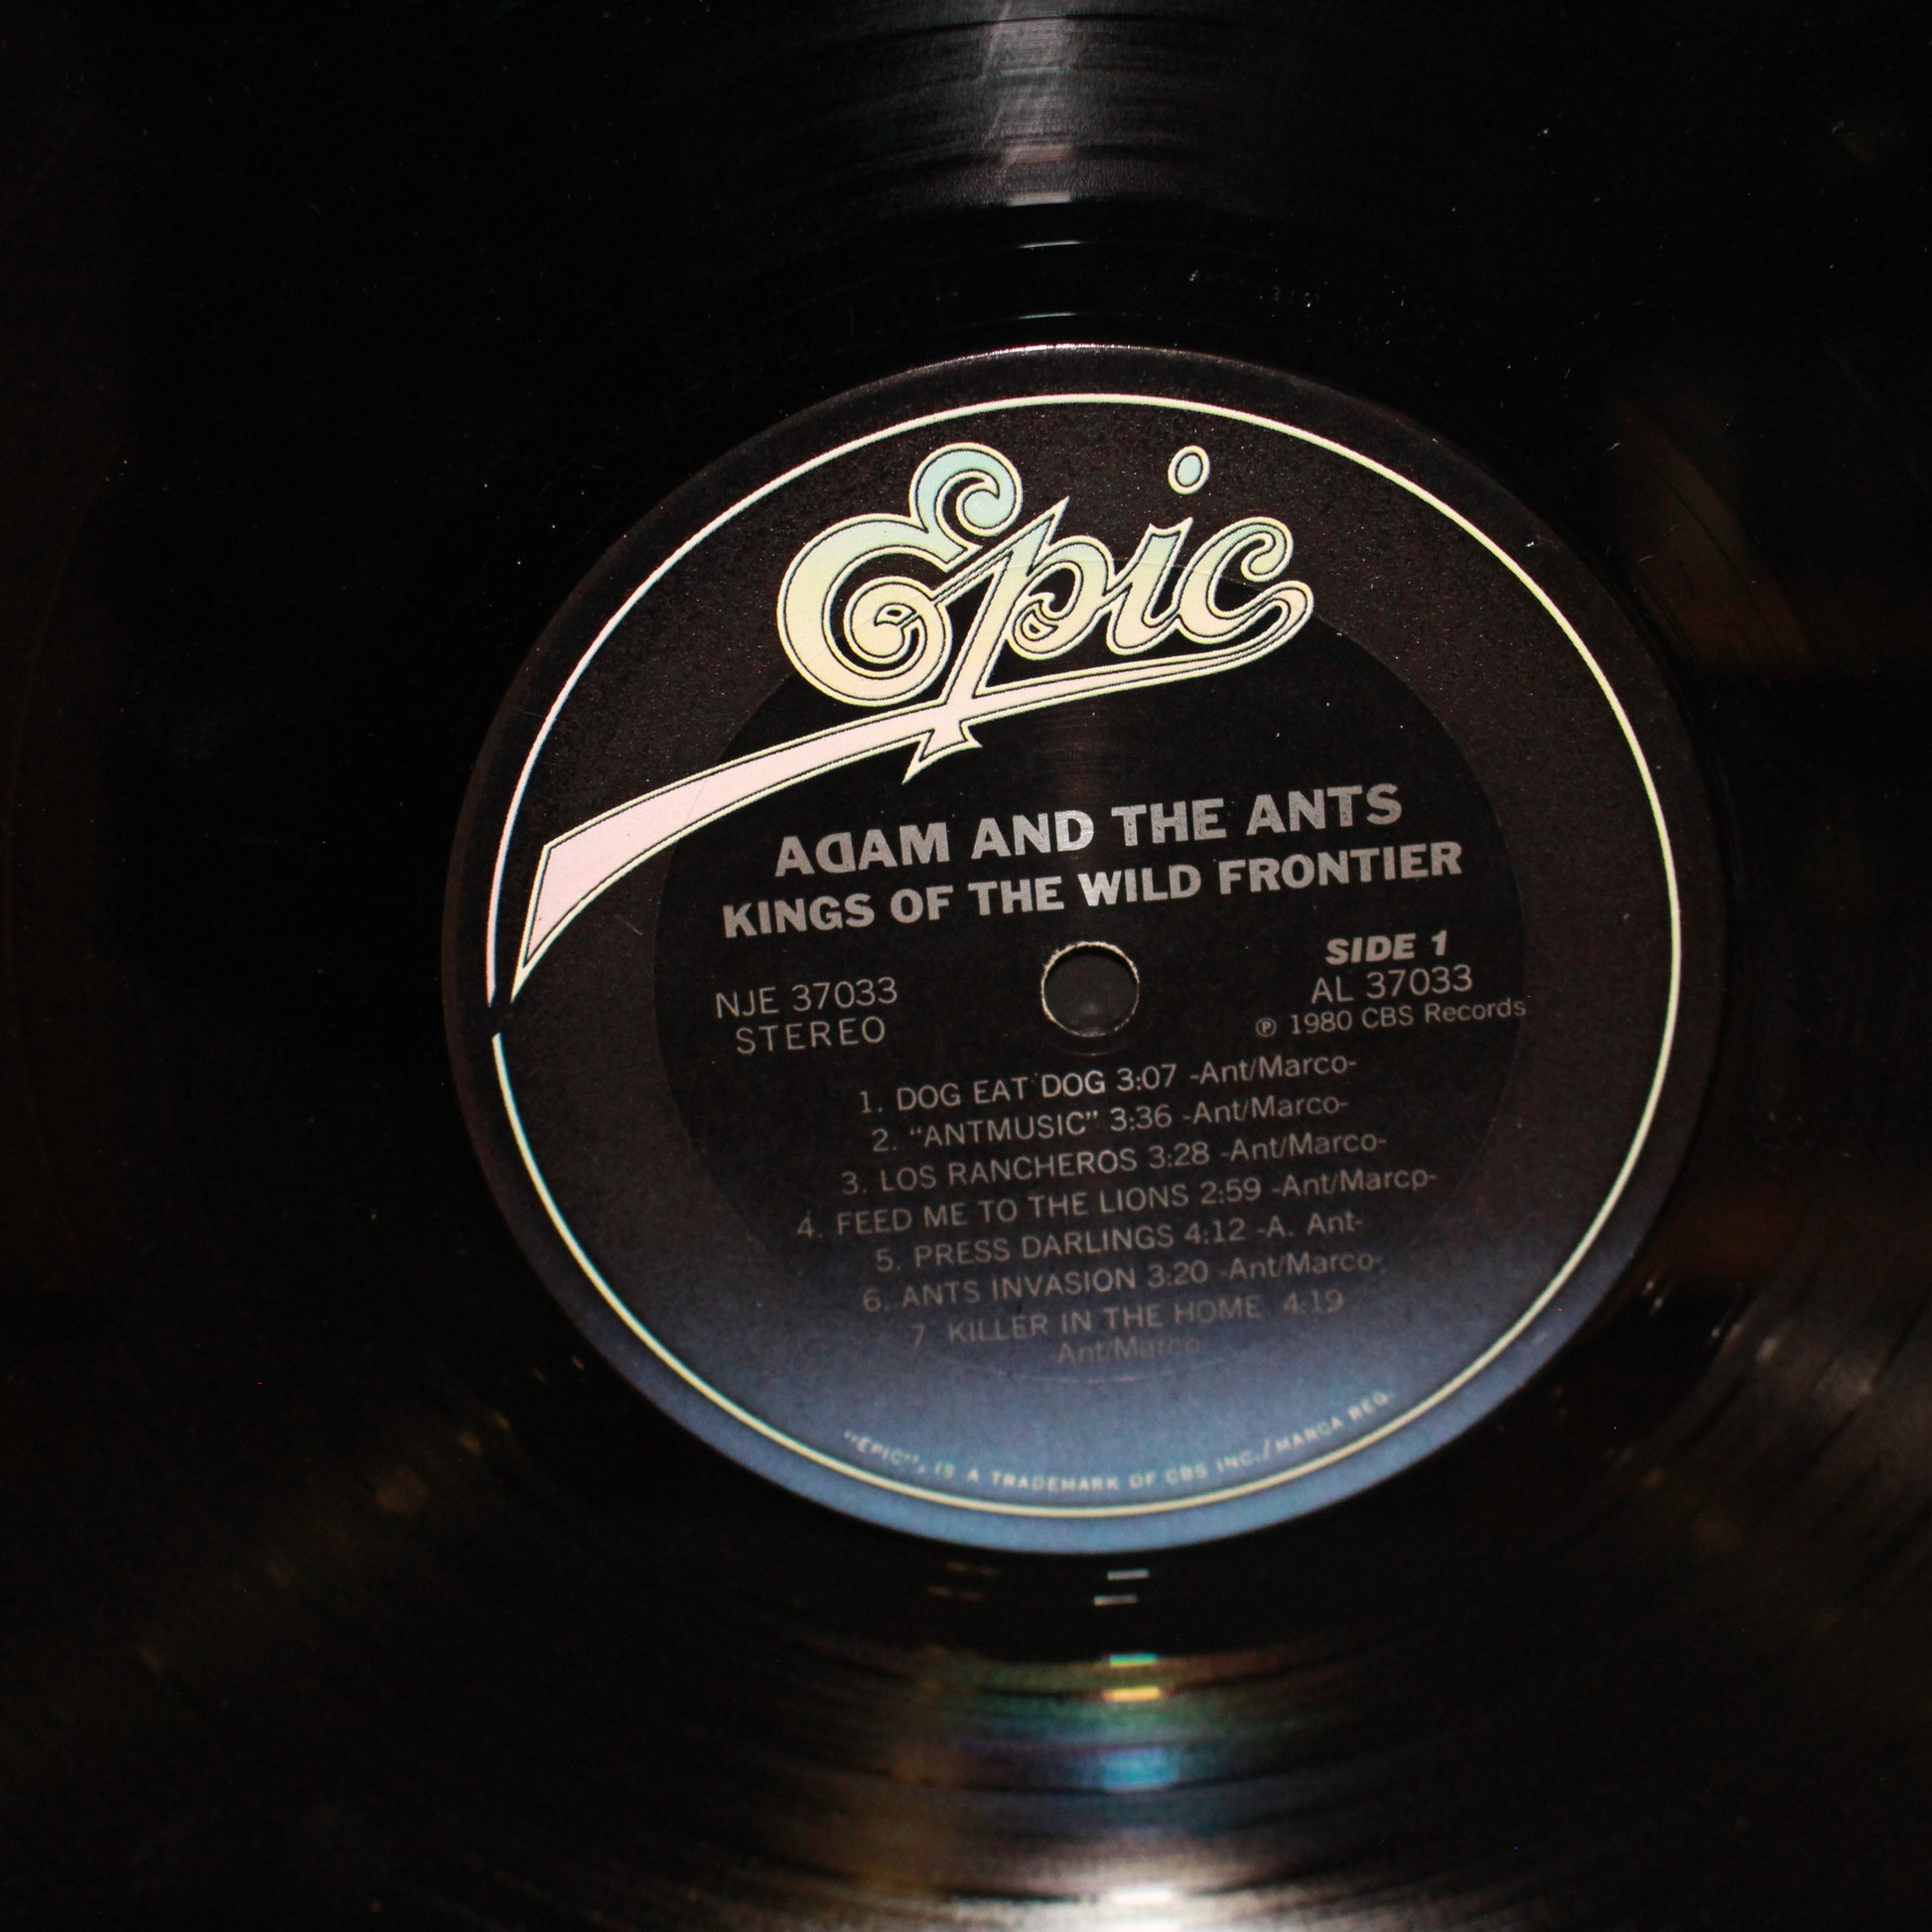 Epic
ADAM AND THE ANTS
KINGS OF THE WILD FRONTIER
NJE 37033
STEREO
SIDE 1
AL 37033
℗ 1980 CBS Records
1. DOG EAT DOG 3:07 -Ant/Marco-
2. “ANTMUSIC” 3:36 -Ant/Marco-
3. LOS RANCHEROS 3:28 -Ant/Marco-
4. FEED ME TO THE LIONS 2:59 -Ant/Marco-
5. PRESS DARLINGS 4:12 -A. Ant-
6. ANTS INVASION 3:20 -Ant/Marco-
7. KILLER IN THE HOME 4:19
Ant/Marco
“EPIC”, IS A TRADEMARK OF CBS INC./MARCA REG.